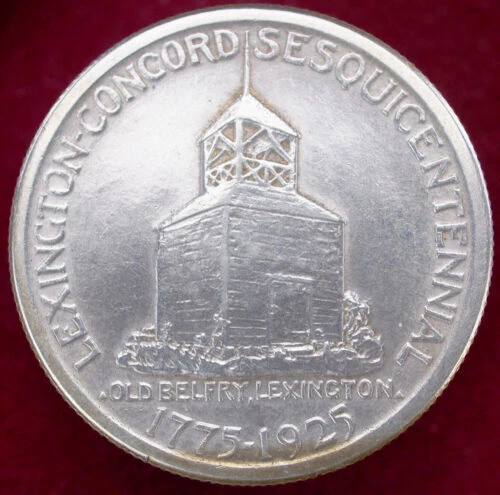 LEXINGTON-CONCORD SESQUICENTENNIAL
OLD BELFRY, LEXINGTON
1775-1925